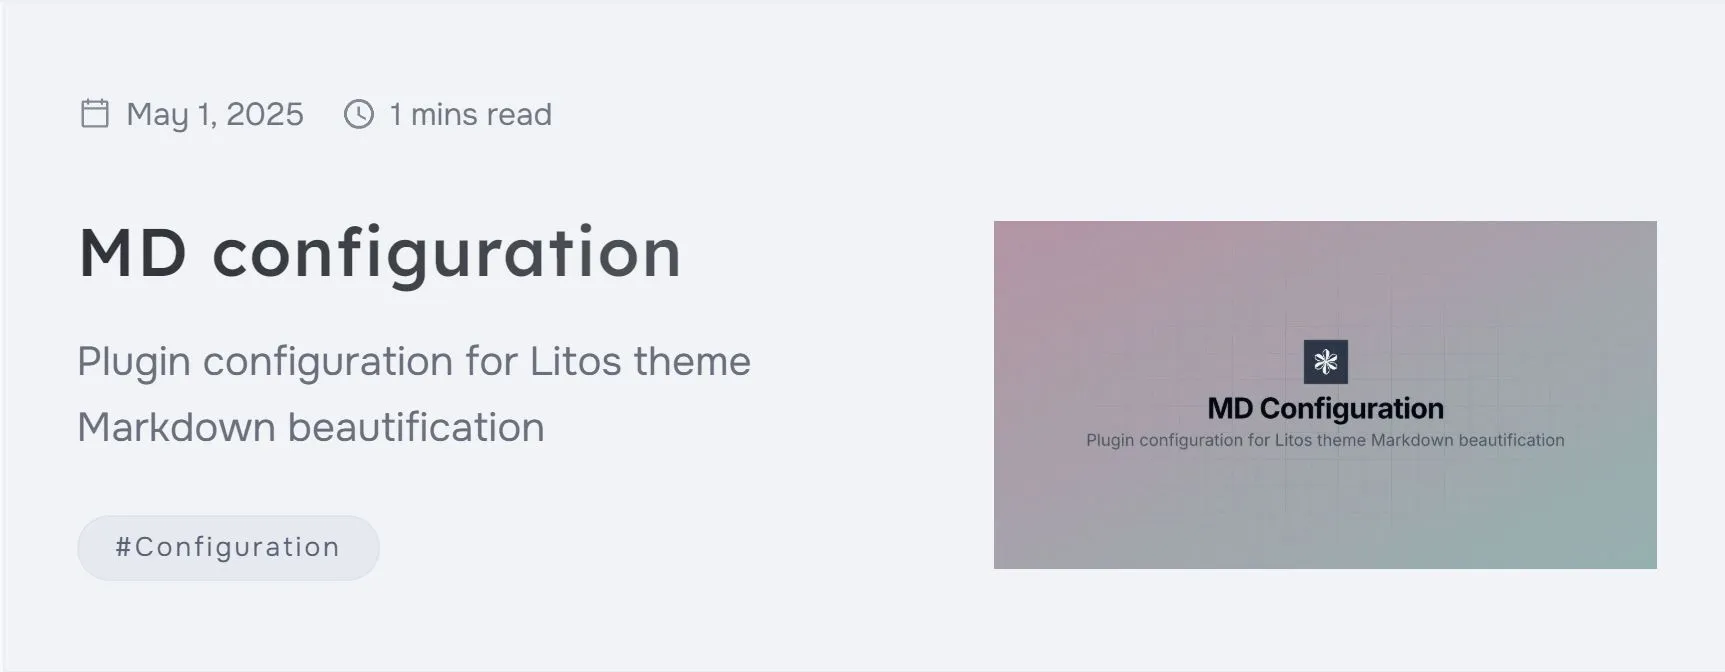 May 1, 2025 1 mins read
MD configuration
Plugin configuration for Litos theme
Markdown beautification
#Configuration
MD Configuration
Plugin configuration for Litos theme Markdown beautification